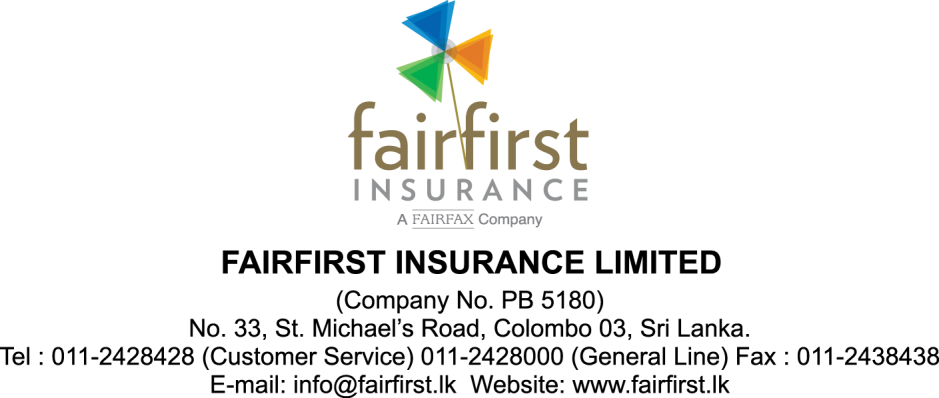 fairfirst
INSURANCE
A FAIRFAX Company
FAIRFIRST INSURANCE LIMITED
(Company No. PB 5180)
No. 33, St. Michael’s Road, Colombo 03, Sri Lanka.
Tel : 011-2428428 (Customer Service) 011-2428000 (General Line) Fax : 011-2438438
E-mail: info@fairfirst.lk  Website: www.fairfirst.lk